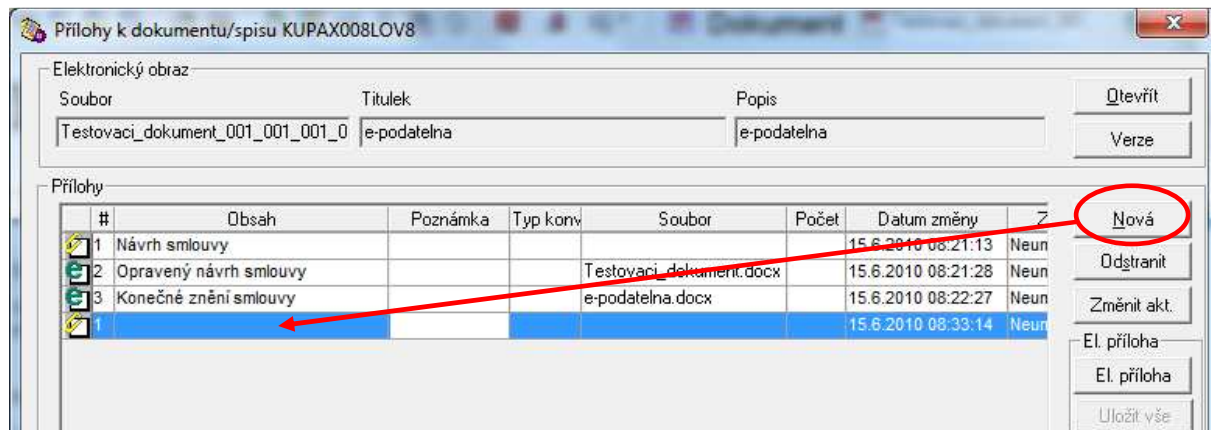 Přílohy k dokumentu/spisu KUPAX008LOV8
Elektronický obraz
Soubor Titulek Popis
Otevřít
Testovaci_dokument_001_001_001_0 e-podatelna e-podatelna
Verze
Přílohy
# Obsah Poznámka Typ konv Soubor Počet Datum změny Z
Nová
1 Návrh smlouvy 15.6.2010 08:21:13 Neun
2 Opravený návrh smlouvy Testovaci_dokument.docx 15.6.2010 08:21:28 Neun
Odstranit
3 Konečné znění smlouvy e-podatelna.docx 15.6.2010 08:22:27 Neun
Změnit akt.
1 15.6.2010 08:33:14 Neun
El. příloha
El. příloha
Uložit vše